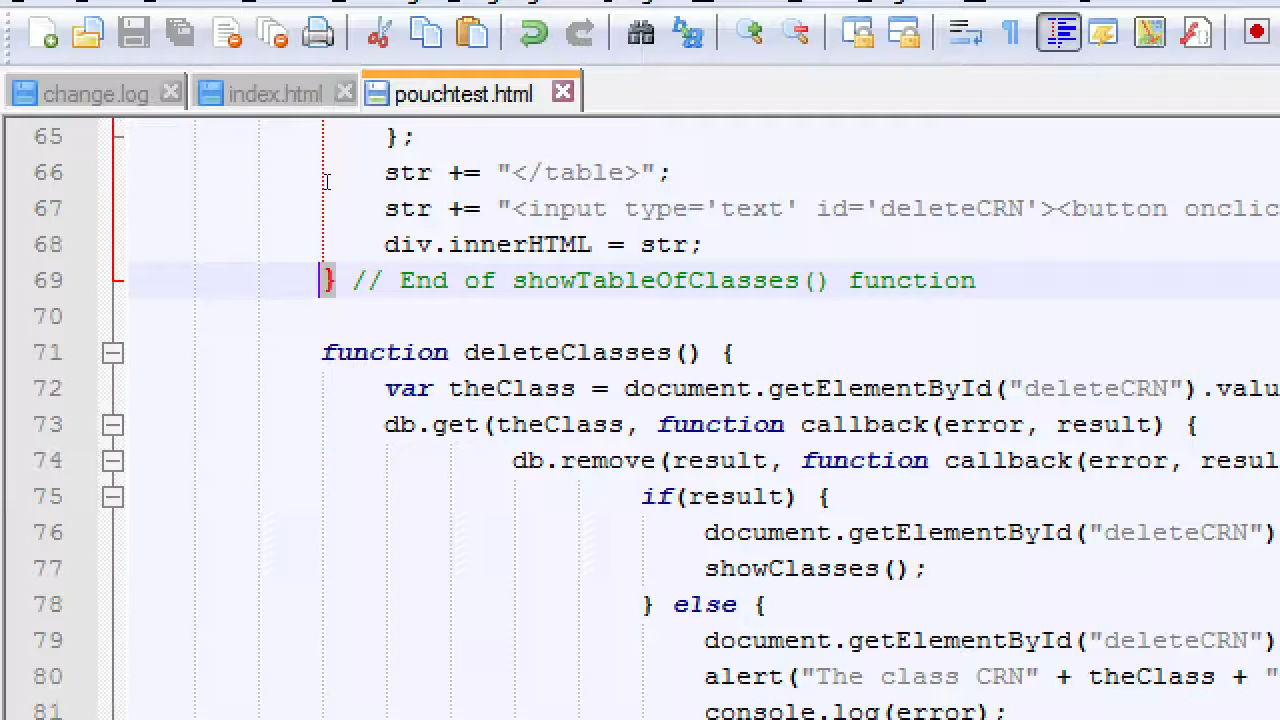 change.log index.html pouchtest.html
65 };
66 str += "</table>";
67 str += "<input type='text' id='deleteCRN'><button onclic
68 div.innerHTML = str;
69 } // End of showTableOfClasses() function
70
71 function deleteClasses() {
72 var theClass = document.getElementById("deleteCRN").valu
73 db.get(theClass, function callback(error, result) {
74 db.remove(result, function callback(error, resul
75 if(result) {
76 document.getElementById("deleteCRN")
77 showClasses();
78 } else {
79 document.getElementById("deleteCRN")
80 alert("The class CRN" + theClass + "
81 console.log(error);